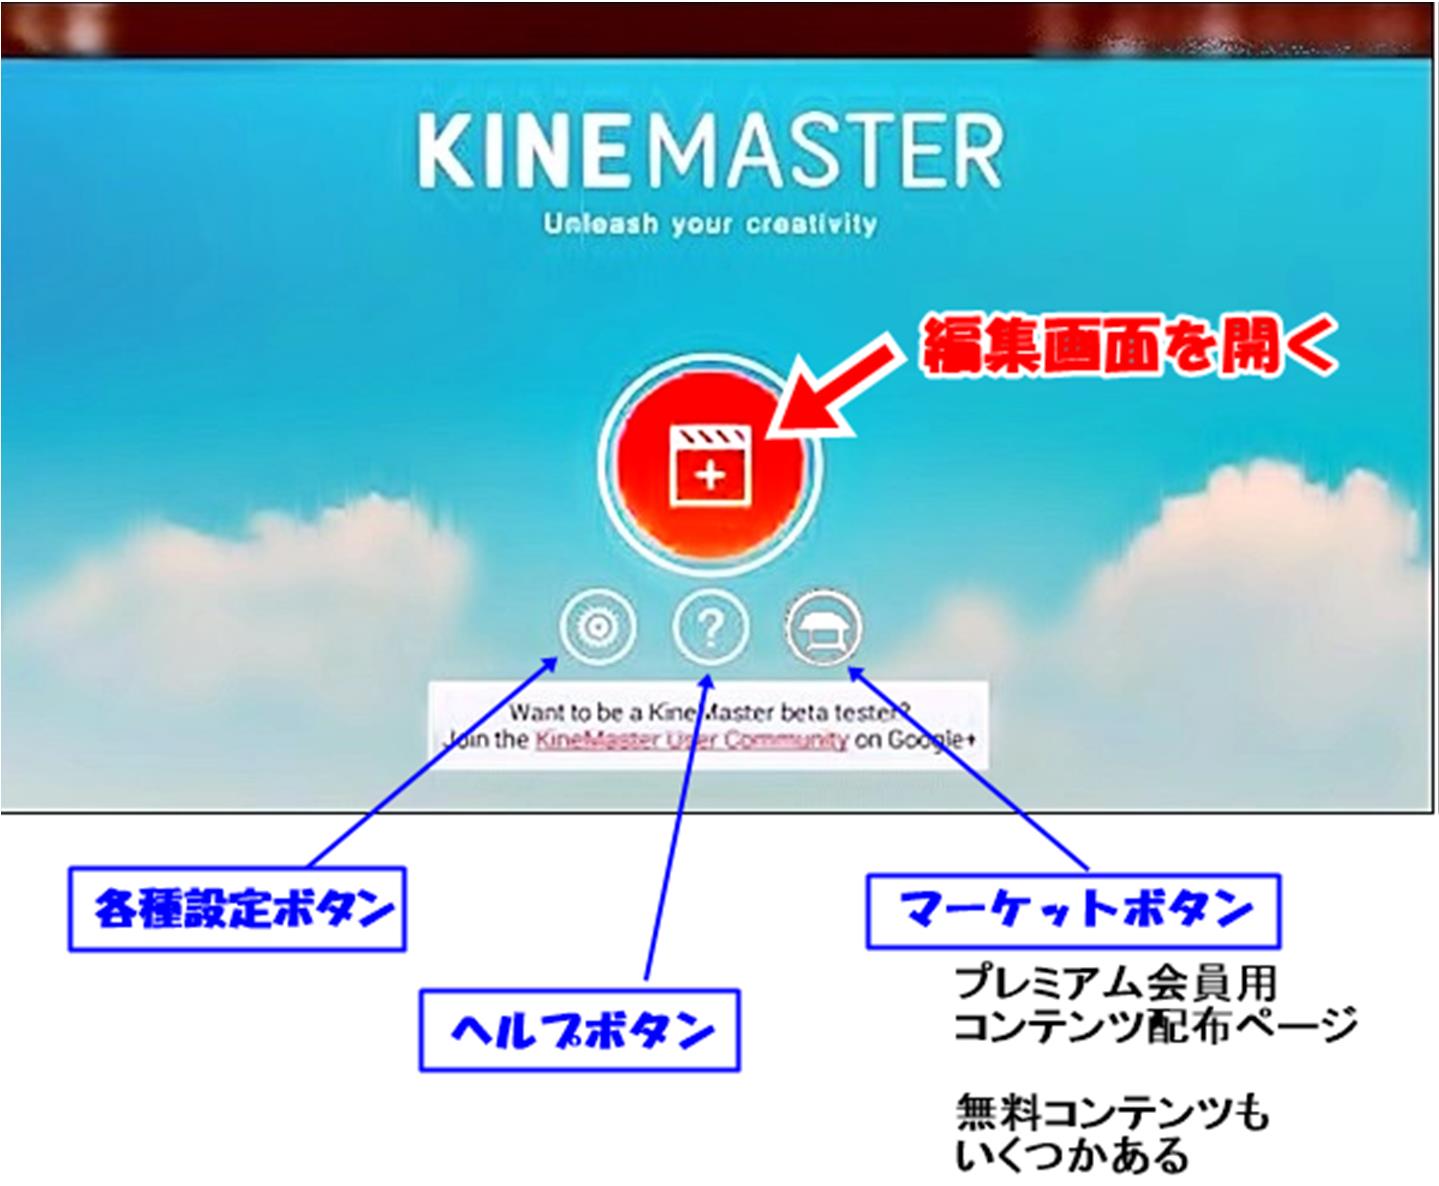 KINEMASTER
Unleash your creativity
編集画面を開く
?
Want to be a KineMaster beta tester?
Join the KineMaster User Community on Google+
各種設定ボタン
ヘルプボタン
マーケットボタン
プレミアム会員用
コンテンツ配布ページ
無料コンテンツも
いくつかある